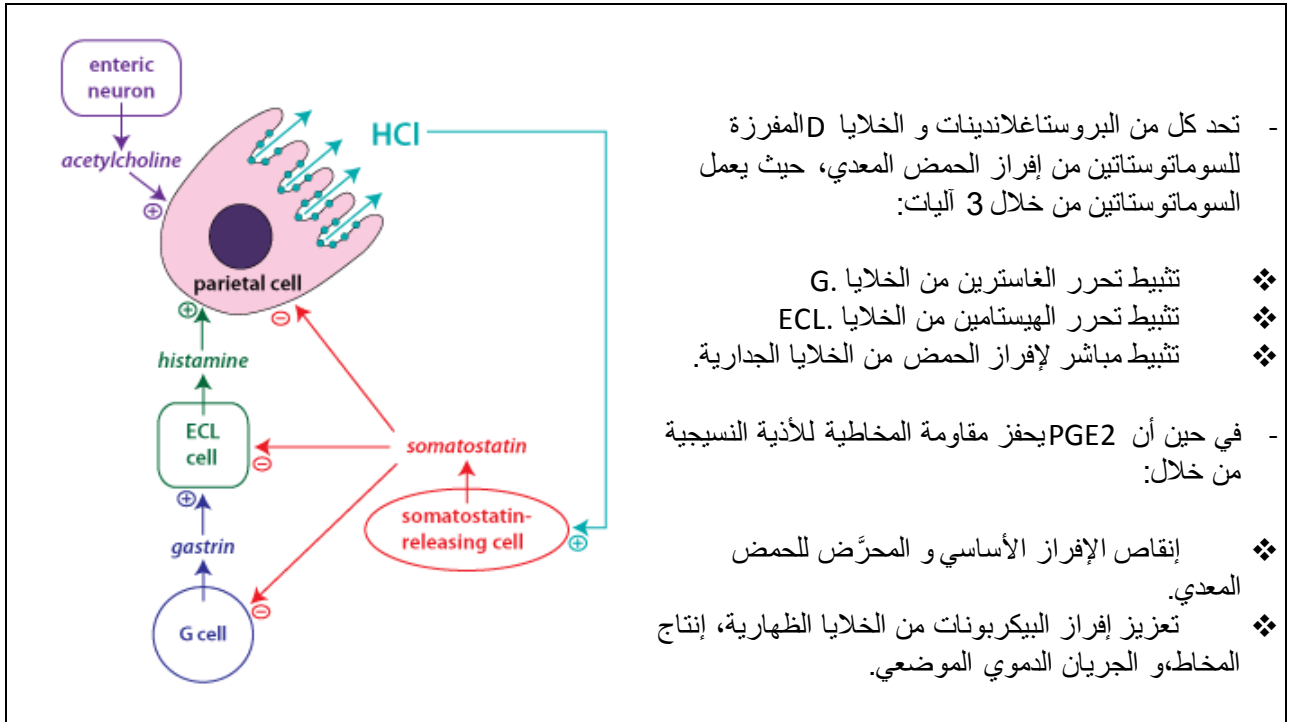 enteric
neuron
acetylcholine
HCl
parietal cell
histamine
ECL
cell
somatostatin
somatostatin-
releasing cell
gastrin
G cell
- تحد كل من البروستاغلاندينات و الخلايا D المفرزة
للسوماتوستاتين من إفراز الحمض المعدي، حيث يعمل
السوماتوستاتين من خلال 3 آليات:
❖ تثبيط تحرر الغاسترين من الخلايا G.
❖ تثبيط تحرر الهيستامين من الخلايا ECL.
❖ تثبيط مباشر لإفراز الحمض من الخلايا الجدارية.
- في حين أن PGE2 يحفز مقاومة المخاطية للأذية النسيجية
من خلال:
❖ إنقاص الإفراز الأساسي و المحرَّض للحمض
المعدي.
❖ تعزيز إفراز البيكربونات من الخلايا الظهارية، إنتاج
المخاط،و الجريان الدموي الموضعي.